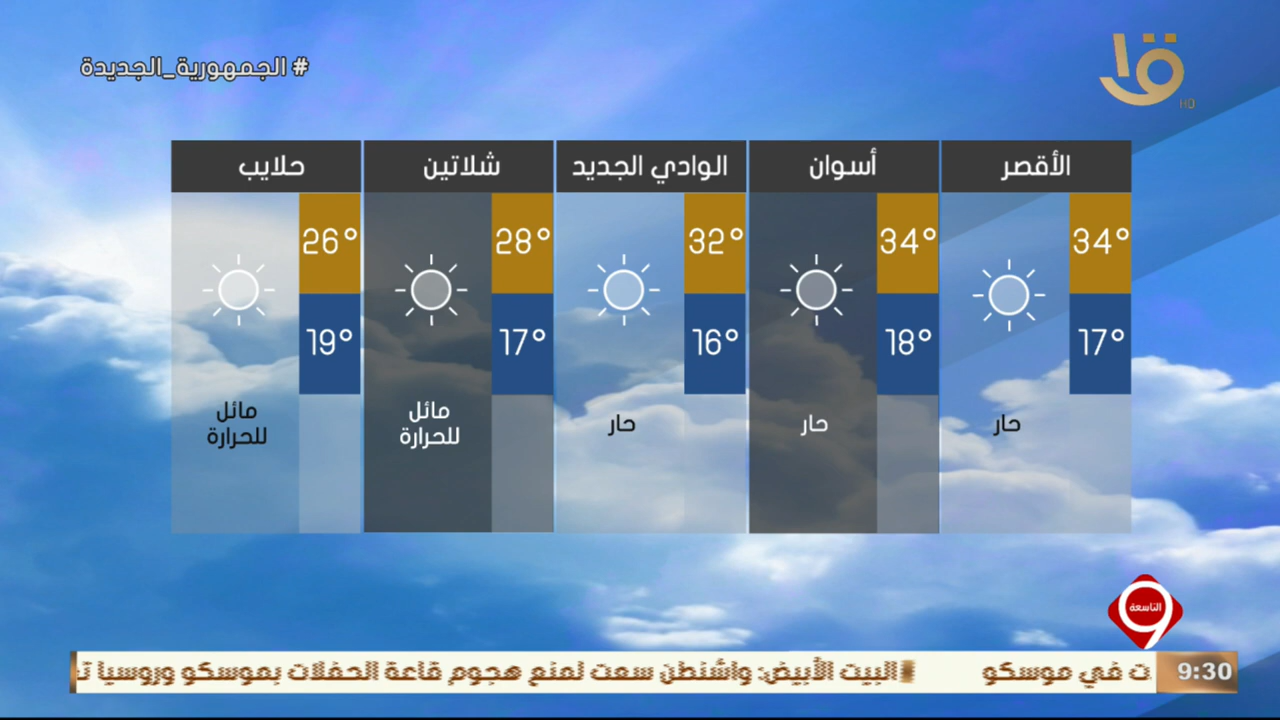 #الجمهورية_الجديدة
HD
الأقصر
34°
17°
حار
أسوان
34°
18°
حار
الوادي الجديد
32°
16°
حار
شلاتين
28°
17°
مائل
للحرارة
حلايب
26°
19°
مائل
للحرارة
التاسعة
9
9:30
في موسكو
البيت الأبيض: واشنطن سعت لمنع هجوم قاعة الحفلات بموسكو وروسيا